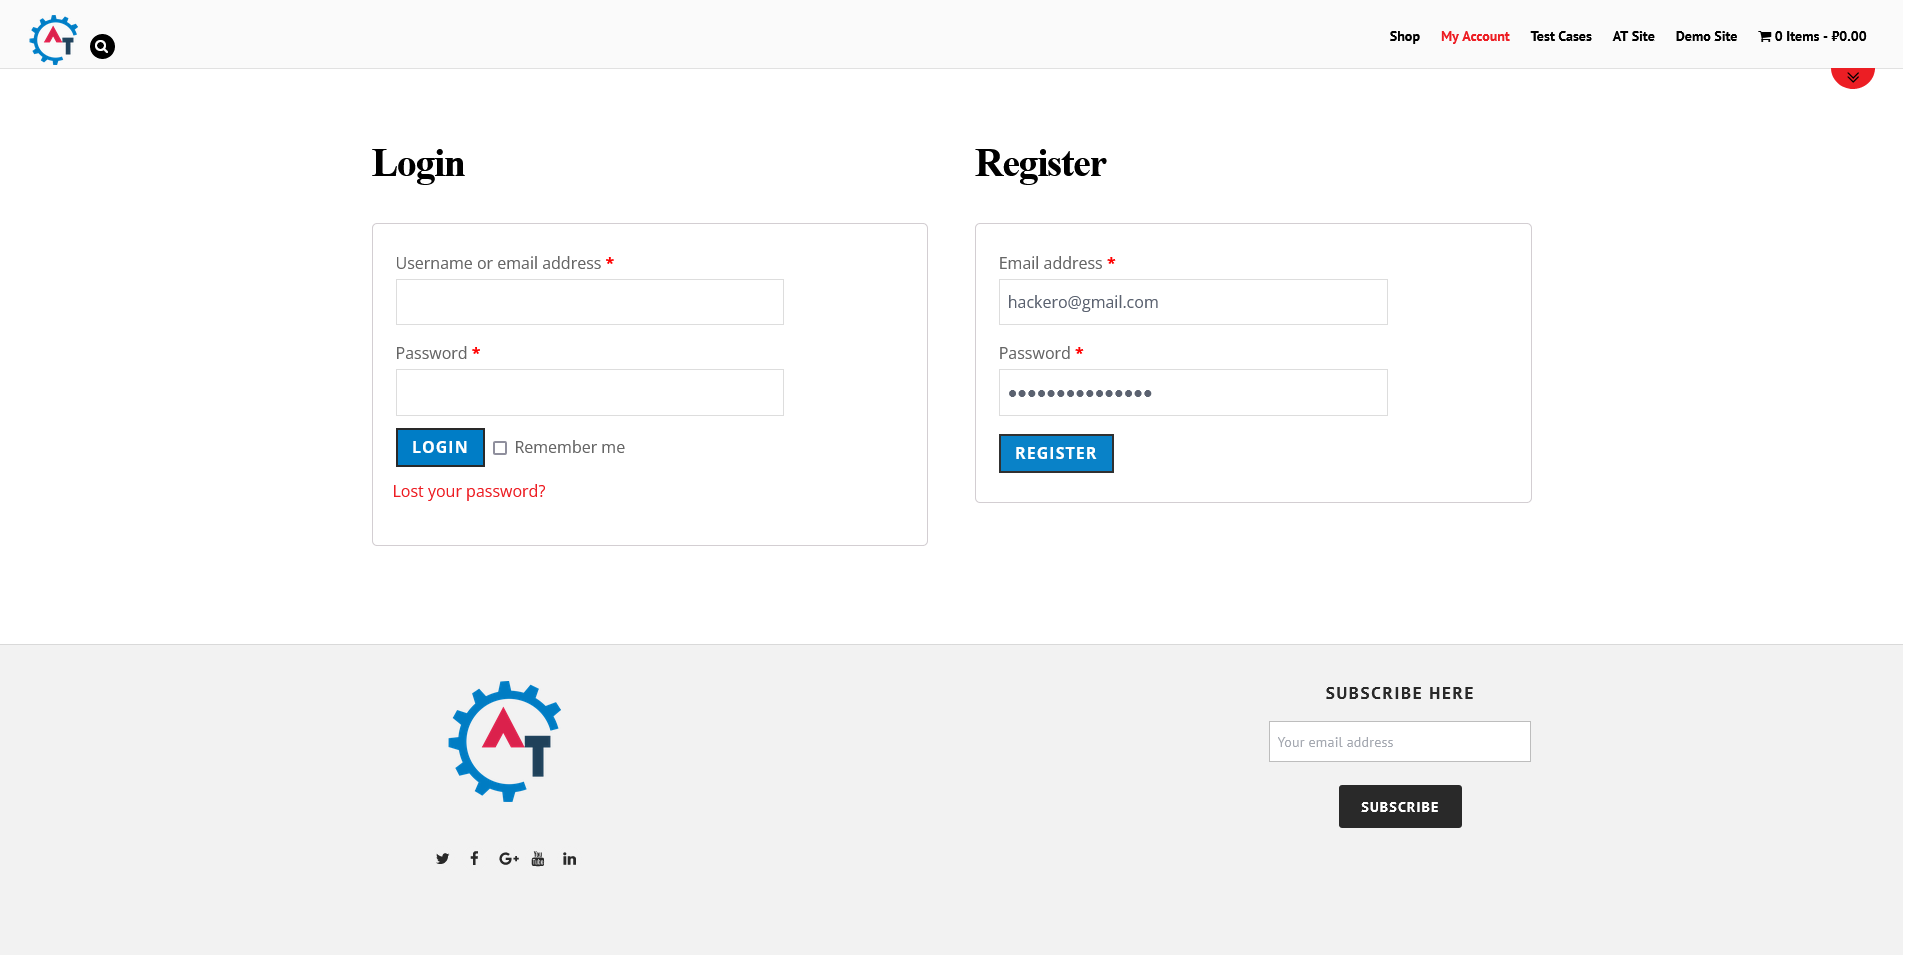 AT
Shop My Account Test Cases AT Site Demo Site 0 Items - ₽0.00
Login
Username or email address *
Password *
LOGIN Remember me
Lost your password?
Register
Email address *
hackero@gmail.com
Password *
●●●●●●●●●●●●●●●
REGISTER
AT
SUBSCRIBE HERE
Your email address
SUBSCRIBE